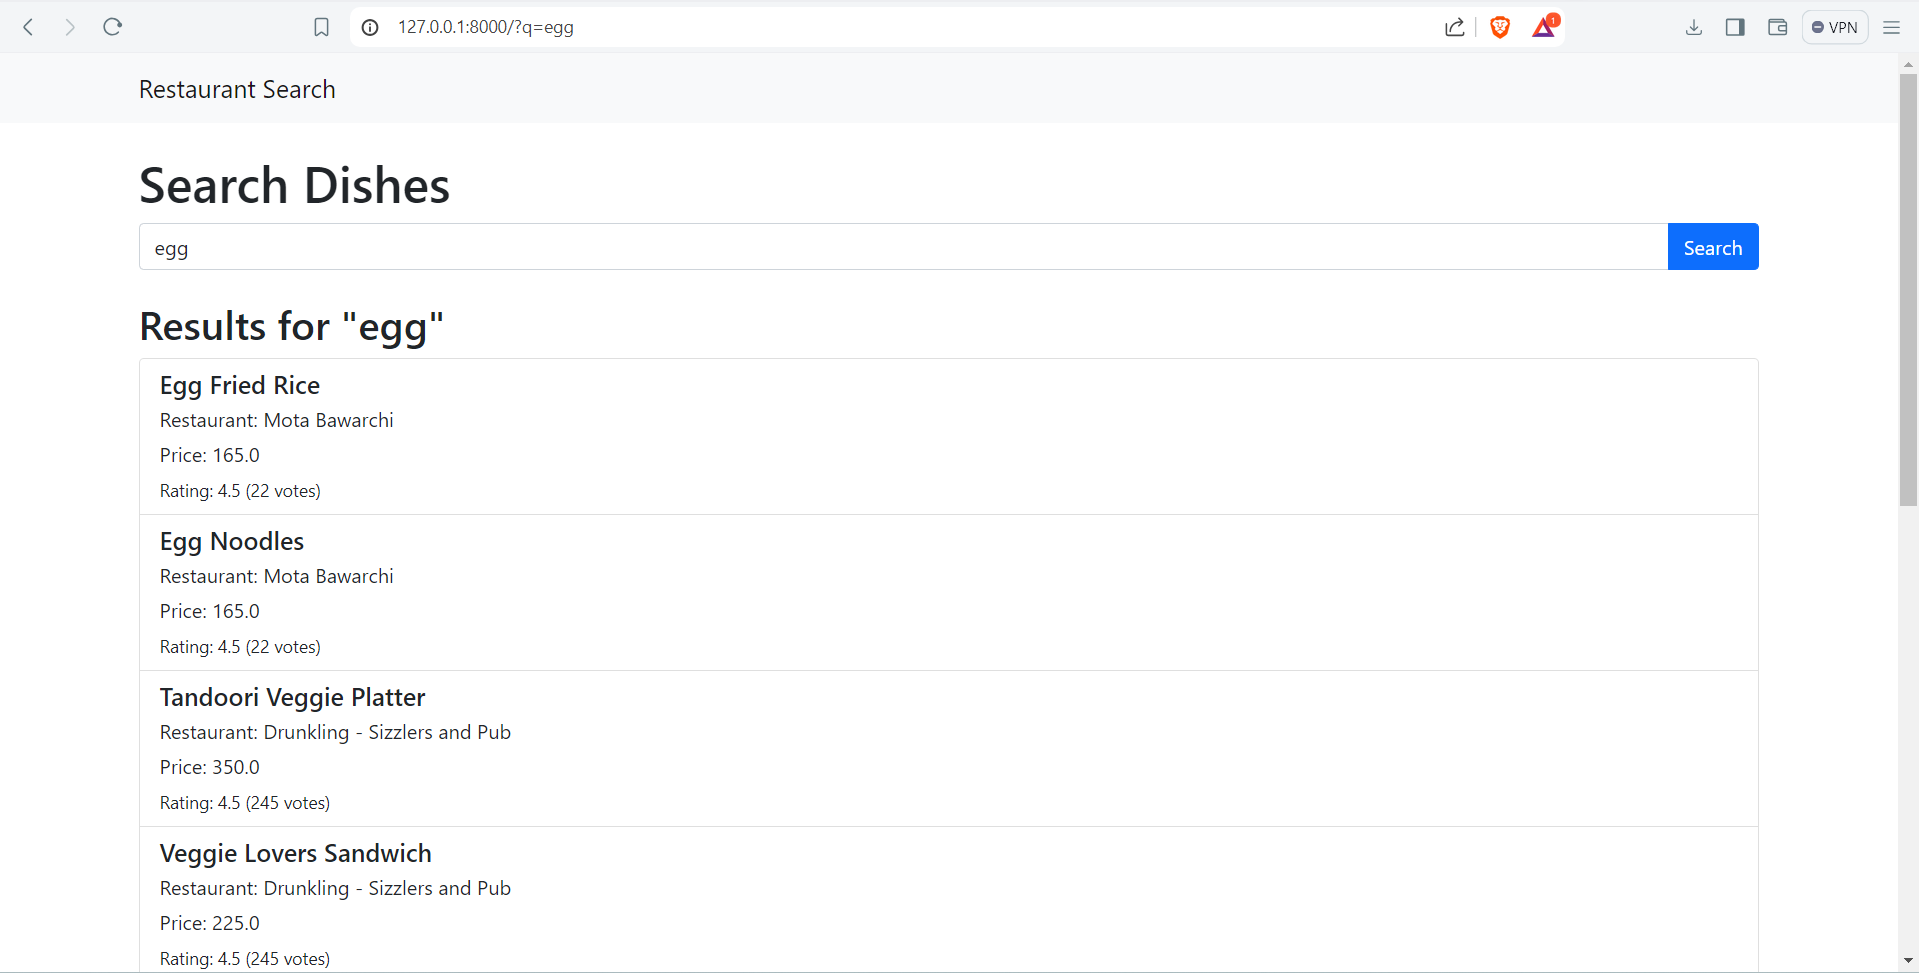 127.0.0.1:8000/?q=egg
1
VPN
Restaurant Search
Search Dishes
egg
Search
Results for "egg"
Egg Fried Rice
Restaurant: Mota Bawarchi
Price: 165.0
Rating: 4.5 (22 votes)
Egg Noodles
Restaurant: Mota Bawarchi
Price: 165.0
Rating: 4.5 (22 votes)
Tandoori Veggie Platter
Restaurant: Drunkling - Sizzlers and Pub
Price: 350.0
Rating: 4.5 (245 votes)
Veggie Lovers Sandwich
Restaurant: Drunkling - Sizzlers and Pub
Price: 225.0
Rating: 4.5 (245 votes)